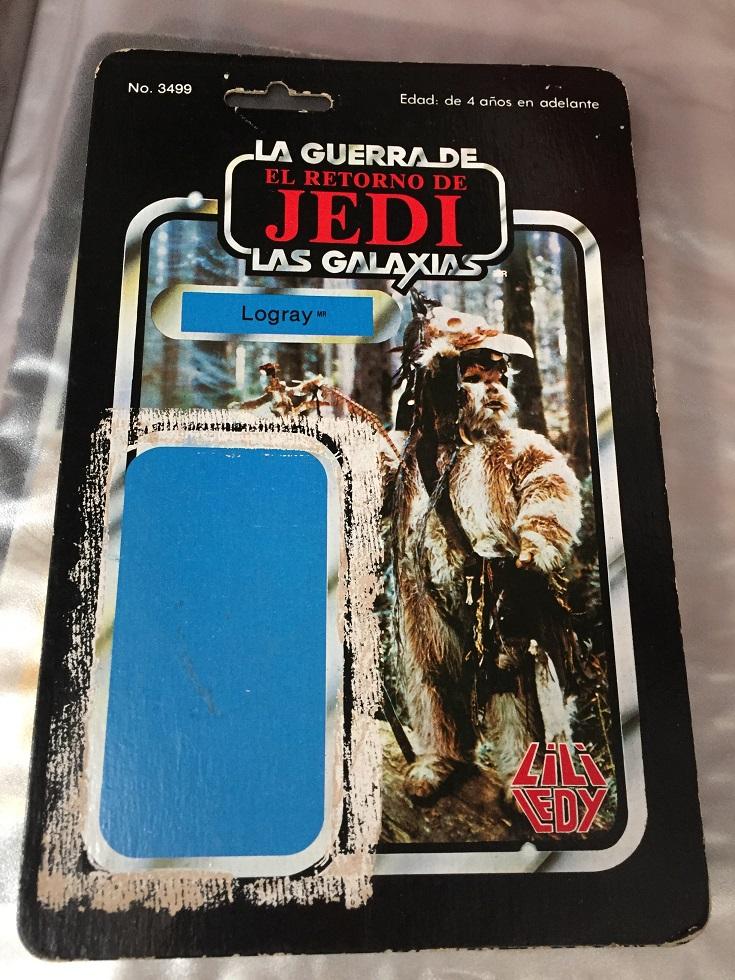 No. 3499
Edad: de 4 años en adelante
LA GUERRA DE
EL RETORNO DE
JEDI
LAS GALAXIAS MR
Logray MR
LiLi
LEDY